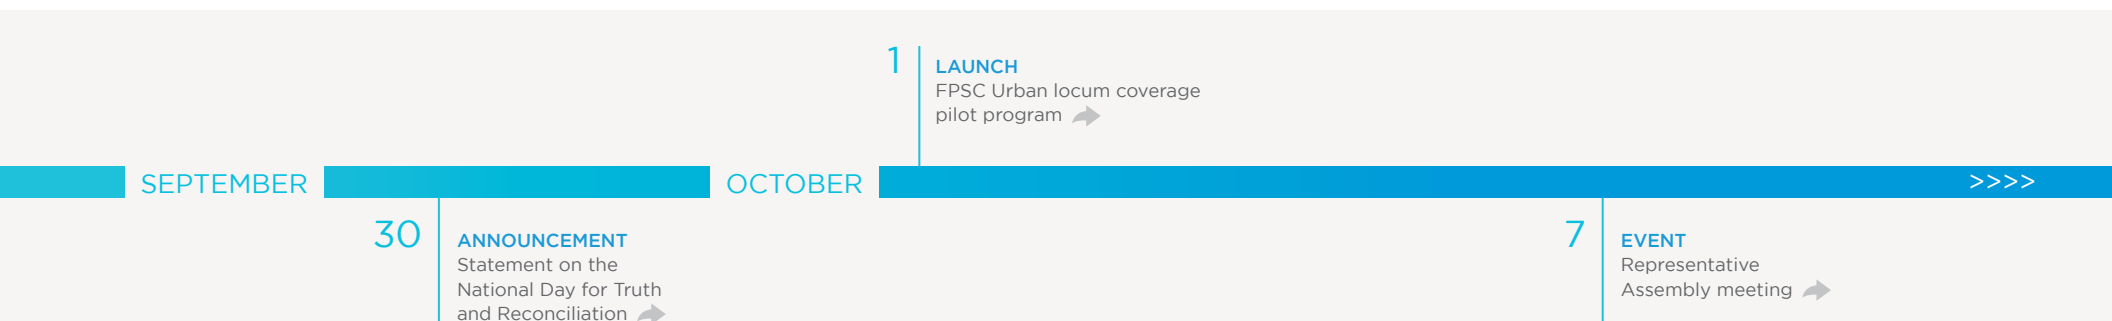 1
LAUNCH
FPSC Urban locum coverage
pilot program
SEPTEMBER
OCTOBER
>>>>
30
ANNOUNCEMENT
Statement on the
National Day for Truth
and Reconciliation
7
EVENT
Representative
Assembly meeting